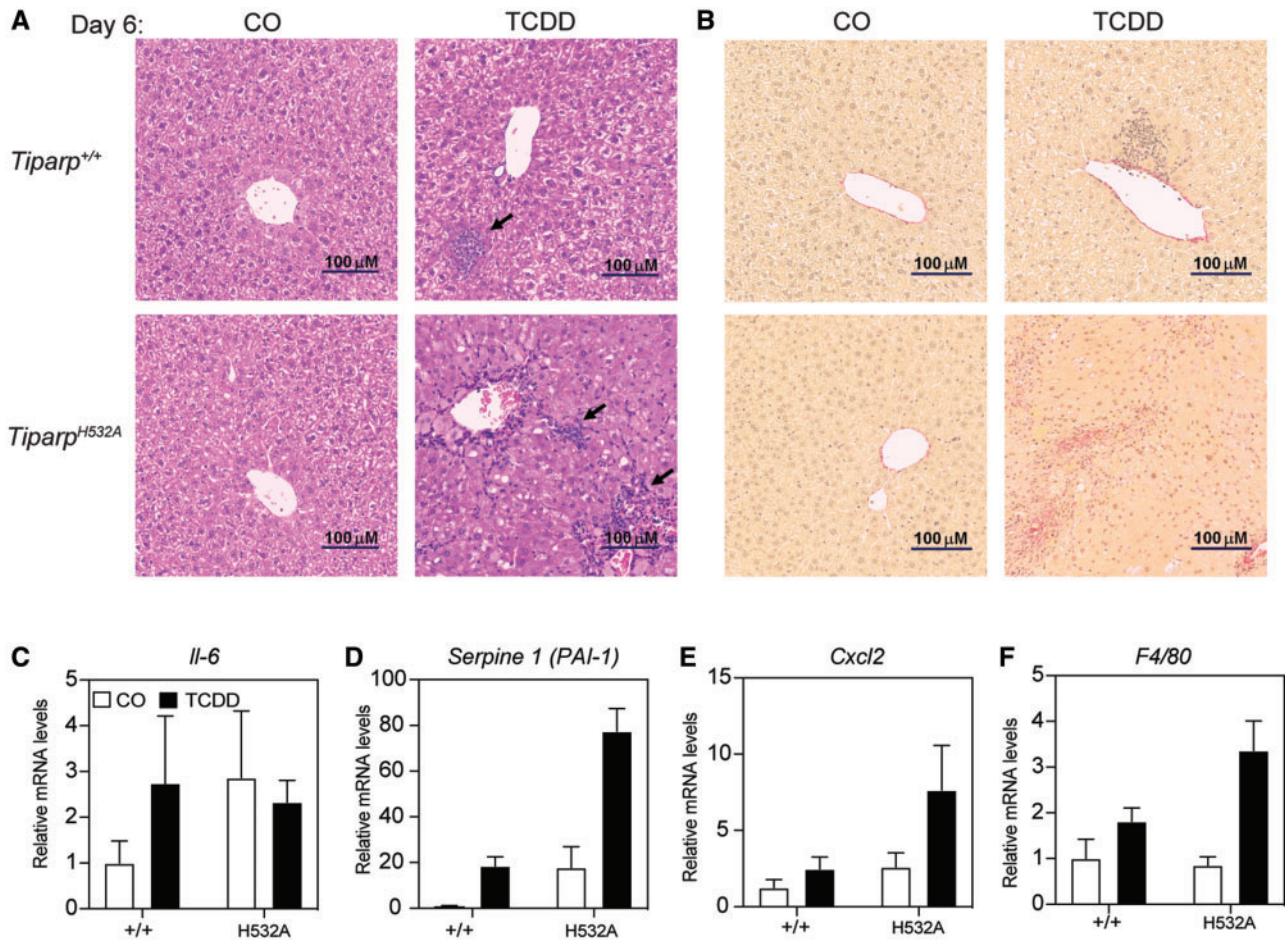 A Day 6: CO TCDD B CO TCDD
Tiparp+/+
100 µM 100 µM 100 µM 100 µM
TiparpH532A
100 µM 100 µM 100 µM 100 µM
C Il-6
Relative mRNA levels
5
4
3
2
1
0
CO TCDD
+/+ H532A
D Serpine 1 (PAI-1)
Relative mRNA levels
100
80
60
40
20
0
+/+ H532A
E Cxcl2
Relative mRNA levels
15
10
5
0
+/+ H532A
F F4/80
Relative mRNA levels
5
4
3
2
1
0
+/+ H532A